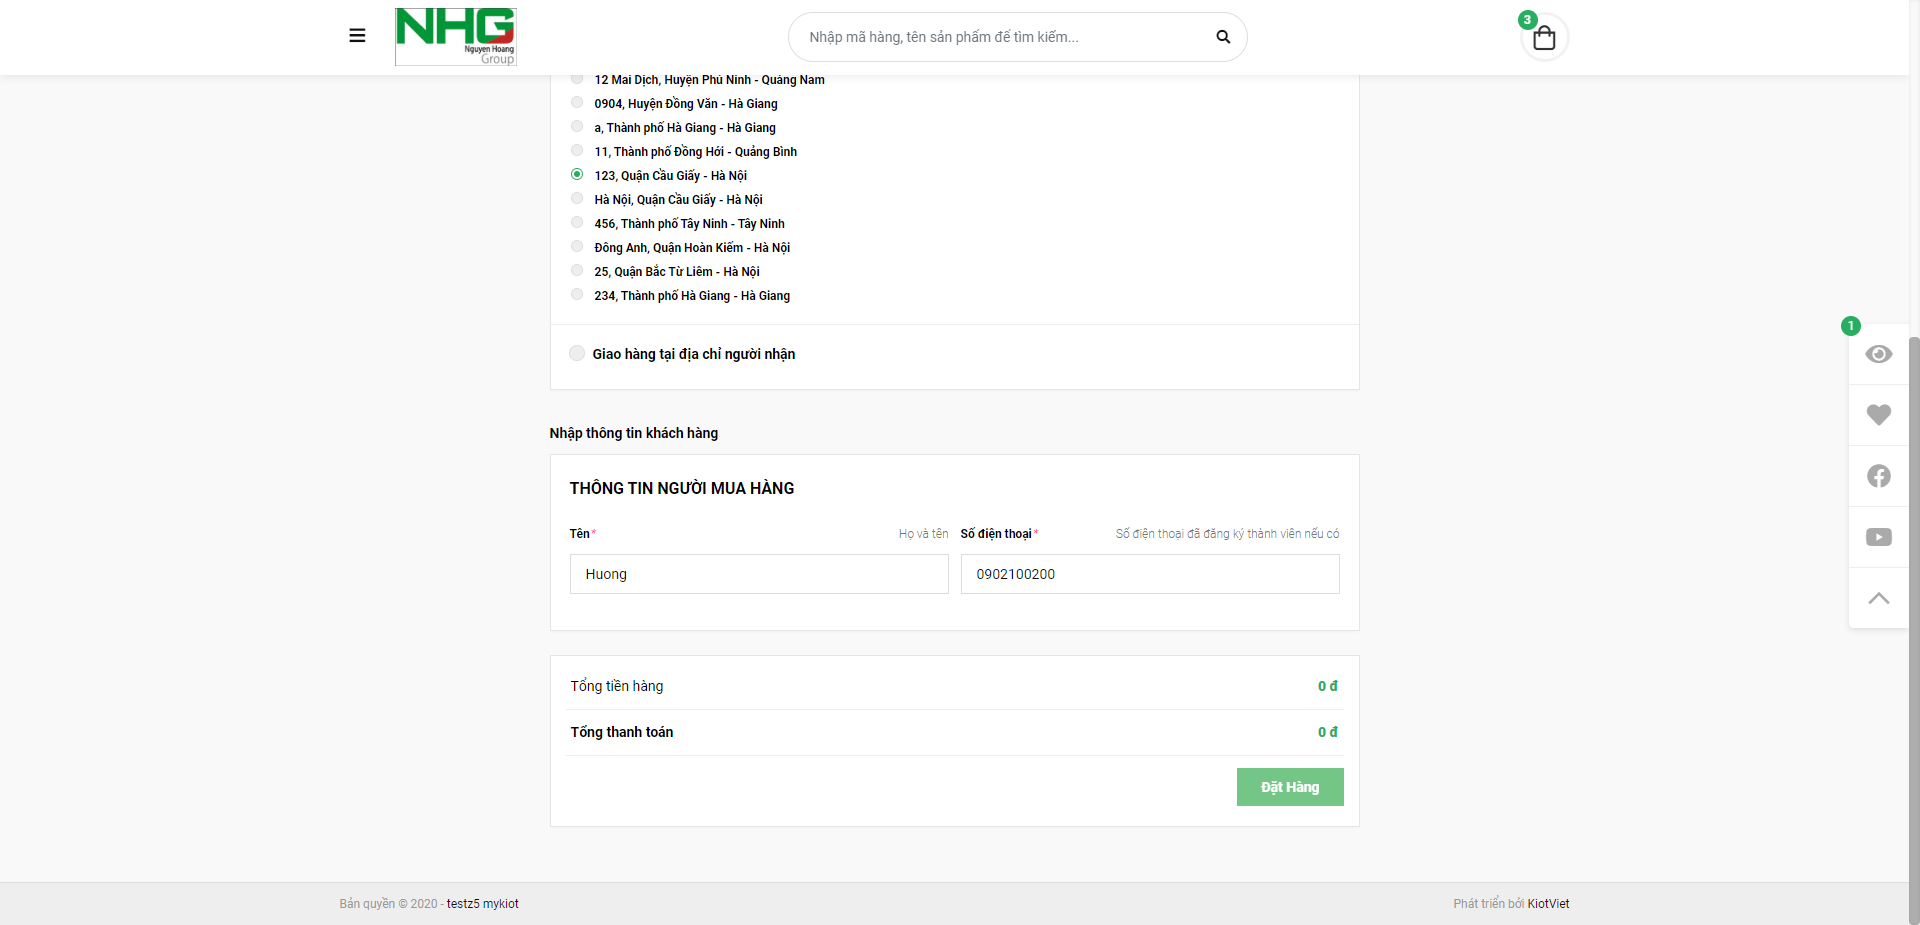 NHG
Nguyen Hoang
Group
Nhập mã hàng, tên sản phẩm để tìm kiếm...
3
12 Mai Dịch, Huyện Phú Ninh - Quảng Nam
0904, Huyện Đồng Văn - Hà Giang
a, Thành phố Hà Giang - Hà Giang
11, Thành phố Đồng Hới - Quảng Bình
123, Quận Cầu Giấy - Hà Nội
Hà Nội, Quận Cầu Giấy - Hà Nội
456, Thành phố Tây Ninh - Tây Ninh
Đông Anh, Quận Hoàn Kiếm - Hà Nội
25, Quận Bắc Từ Liêm - Hà Nội
234, Thành phố Hà Giang - Hà Giang
1
Giao hàng tại địa chỉ người nhận
Nhập thông tin khách hàng
THÔNG TIN NGƯỜI MUA HÀNG
Tên* Họ và tên
Số điện thoại* Số điện thoại đã đăng ký thành viên nếu có
Huong
0902100200
Tổng tiền hàng 0 đ
Tổng thanh toán 0 đ
Đặt Hàng
Bản quyền © 2020 - testz5 mykiot
Phát triển bởi KiotViet